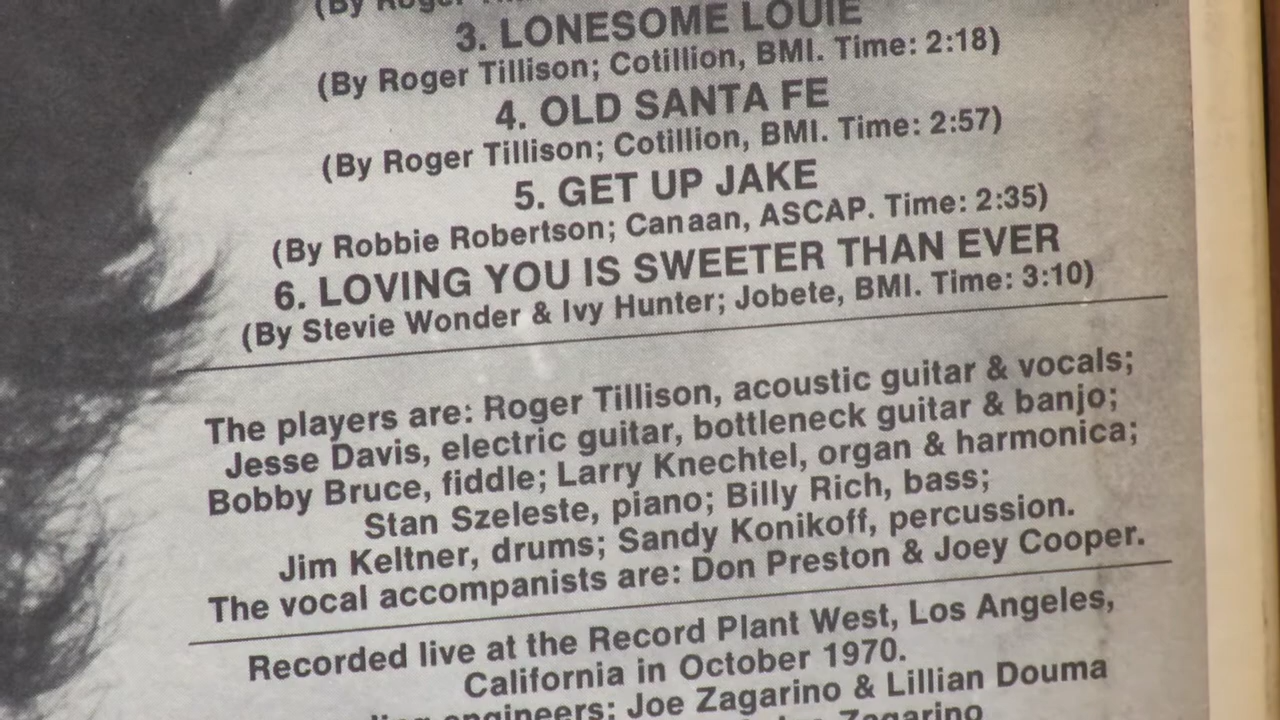 (By Roger
3. LONESOME LOUIE
(By Roger Tillison; Cotillion, BMI. Time: 2:18)
4. OLD SANTA FE
(By Roger Tillison; Cotillion, BMI. Time: 2:57)
5. GET UP JAKE
(By Robbie Robertson; Canaan, ASCAP. Time: 2:35)
6. LOVING YOU IS SWEETER THAN EVER
(By Stevie Wonder & Ivy Hunter; Jobete, BMI. Time: 3:10)
The players are: Roger Tillison, acoustic guitar & vocals;
Jesse Davis, electric guitar, bottleneck guitar & banjo;
Bobby Bruce, fiddle; Larry Knechtel, organ & harmonica;
Stan Szeleste, piano; Billy Rich, bass;
Jim Keltner, drums; Sandy Konikoff, percussion.
The vocal accompanists are: Don Preston & Joey Cooper.
Recorded live at the Record Plant West, Los Angeles,
California in October 1970.
engineers: Joe Zagarino & Lillian Douma
Zagarino